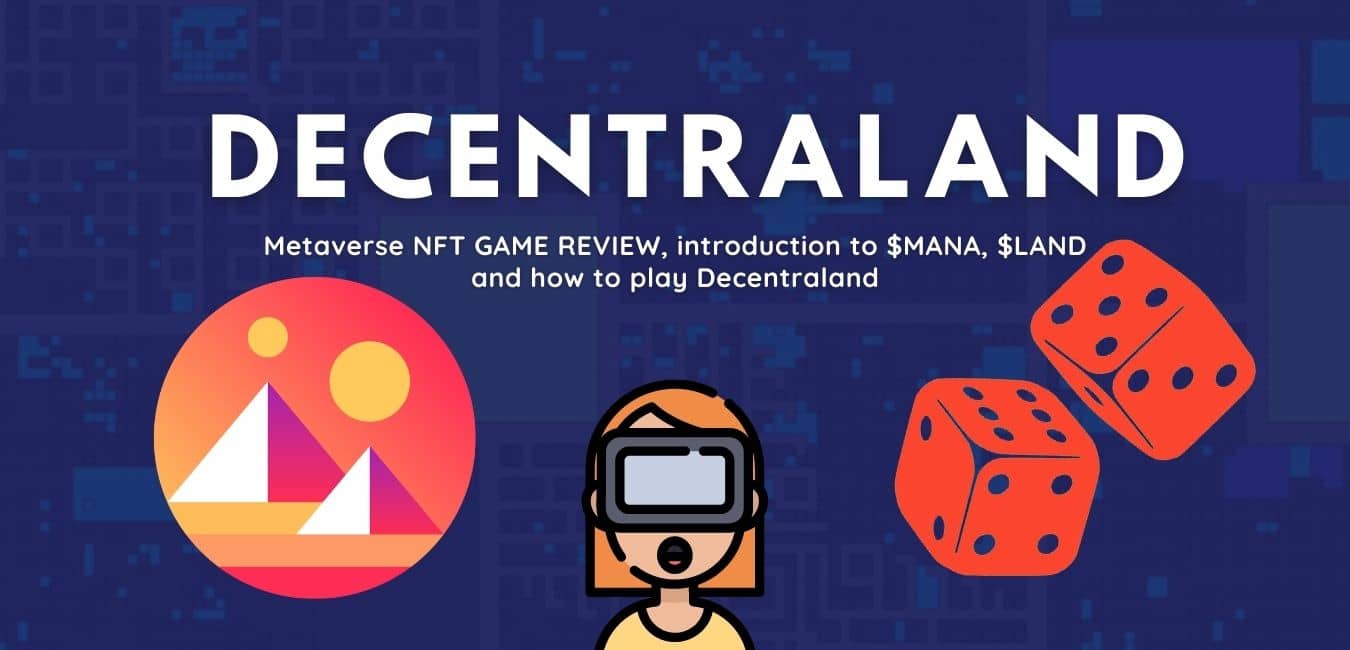 DECENTRALAND
Metaverse NFT GAME REVIEW, introduction to $MANA, $LAND
and how to play Decentraland